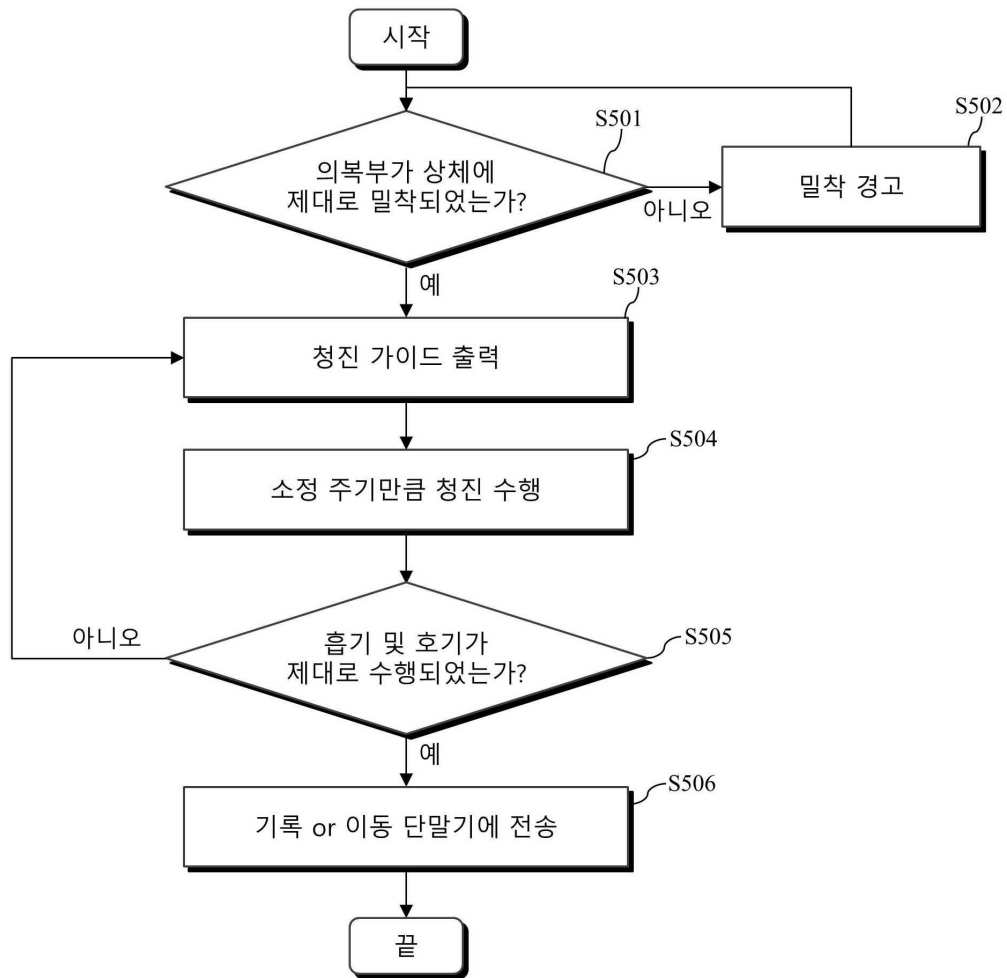 시작
S501
S502
의복부가 상체에
제대로 밀착되었는가?
밀착 경고
아니오
예
S503
청진 가이드 출력
S504
소정 주기만큼 청진 수행
아니오
흡기 및 호기가
제대로 수행되었는가?
S505
예
S506
기록 or 이동 단말기에 전송
끝